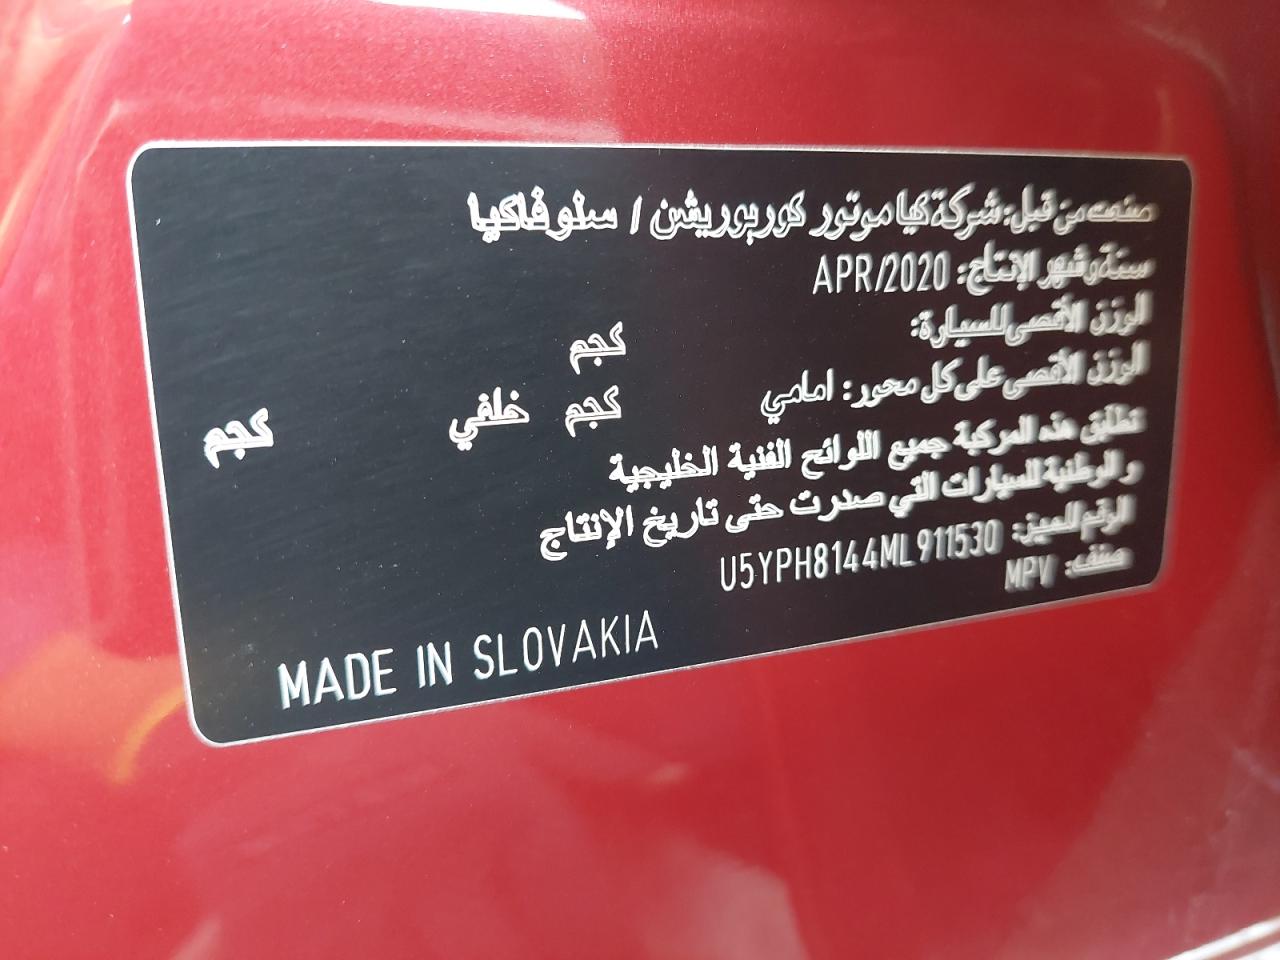 صنعت من قبل: شركة كيا موتور كوربوريشن / سلوفاكيا
سنة وشهر الإنتاج: APR/2020
الوزن الأقصى للسيارة: كجم
الوزن الأقصى على كل محور: امامي كجم خلفي كجم
تطابق هذه المركبة جميع اللوائح الفنية الخليجية
و الوطنية للسيارات التي صدرت حتى تاريخ الإنتاج
الرقم المميز: U5YPH8144ML911530
صنف: MPV
MADE IN SLOVAKIA